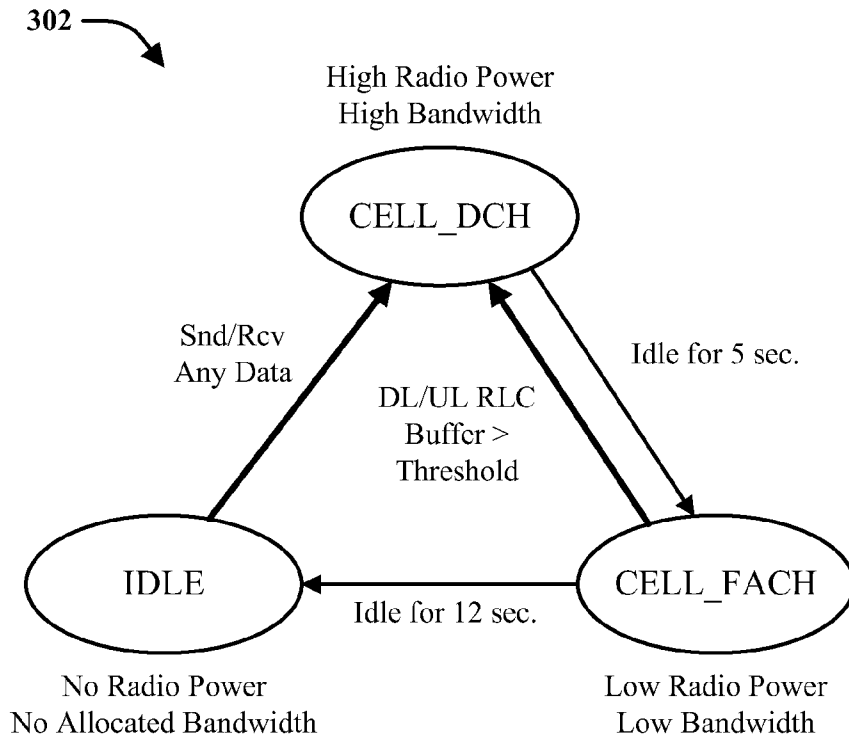 302
High Radio Power
High Bandwidth
CELL_DCH
Snd/Rcv
Any Data
DL/UL RLC
Buffer >
Threshold
Idle for 5 sec.
IDLE
CELL_FACH
Idle for 12 sec.
No Radio Power
No Allocated Bandwidth
Low Radio Power
Low Bandwidth